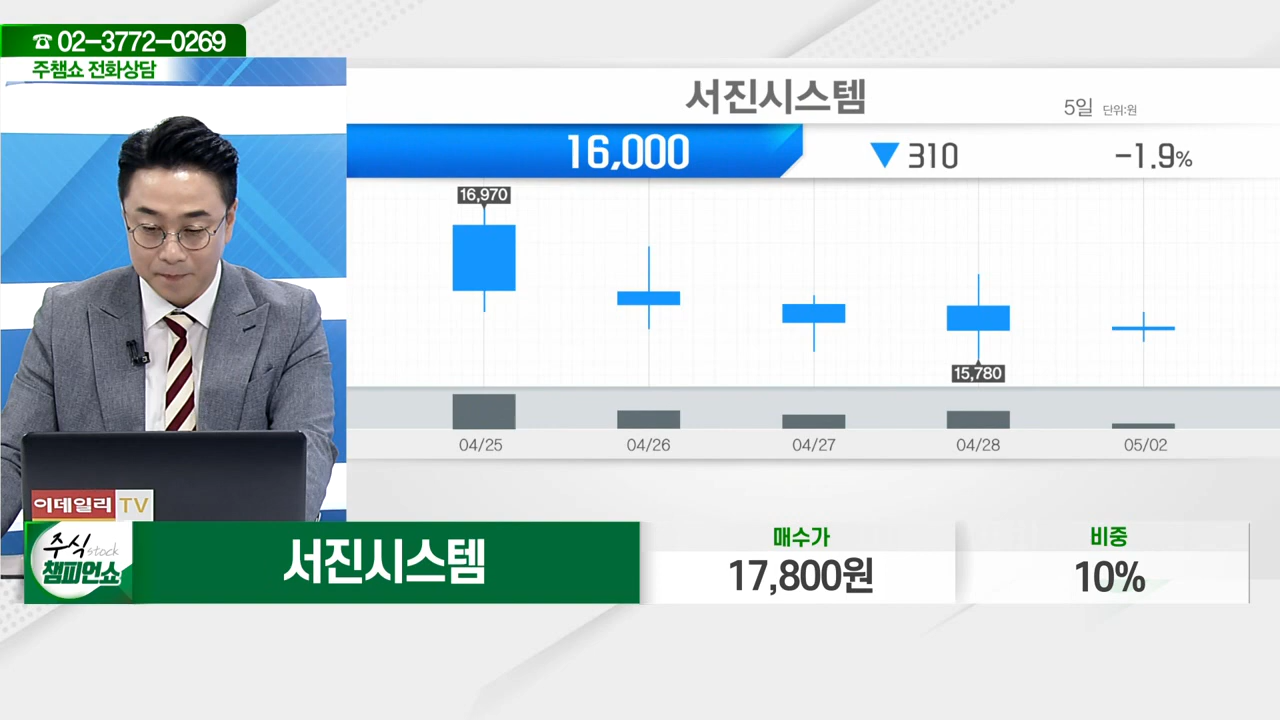 ☎ 02-3772-0269
주챔쇼 전화상담
서진시스템
5일 단위:원
16,000 ▼ 310 -1.9%
16,970
15,780
04/25 04/26 04/27 04/28 05/02
이데일리 TV
주식 stock
챔피언쇼
서진시스템
매수가 비중
17,800원 10%